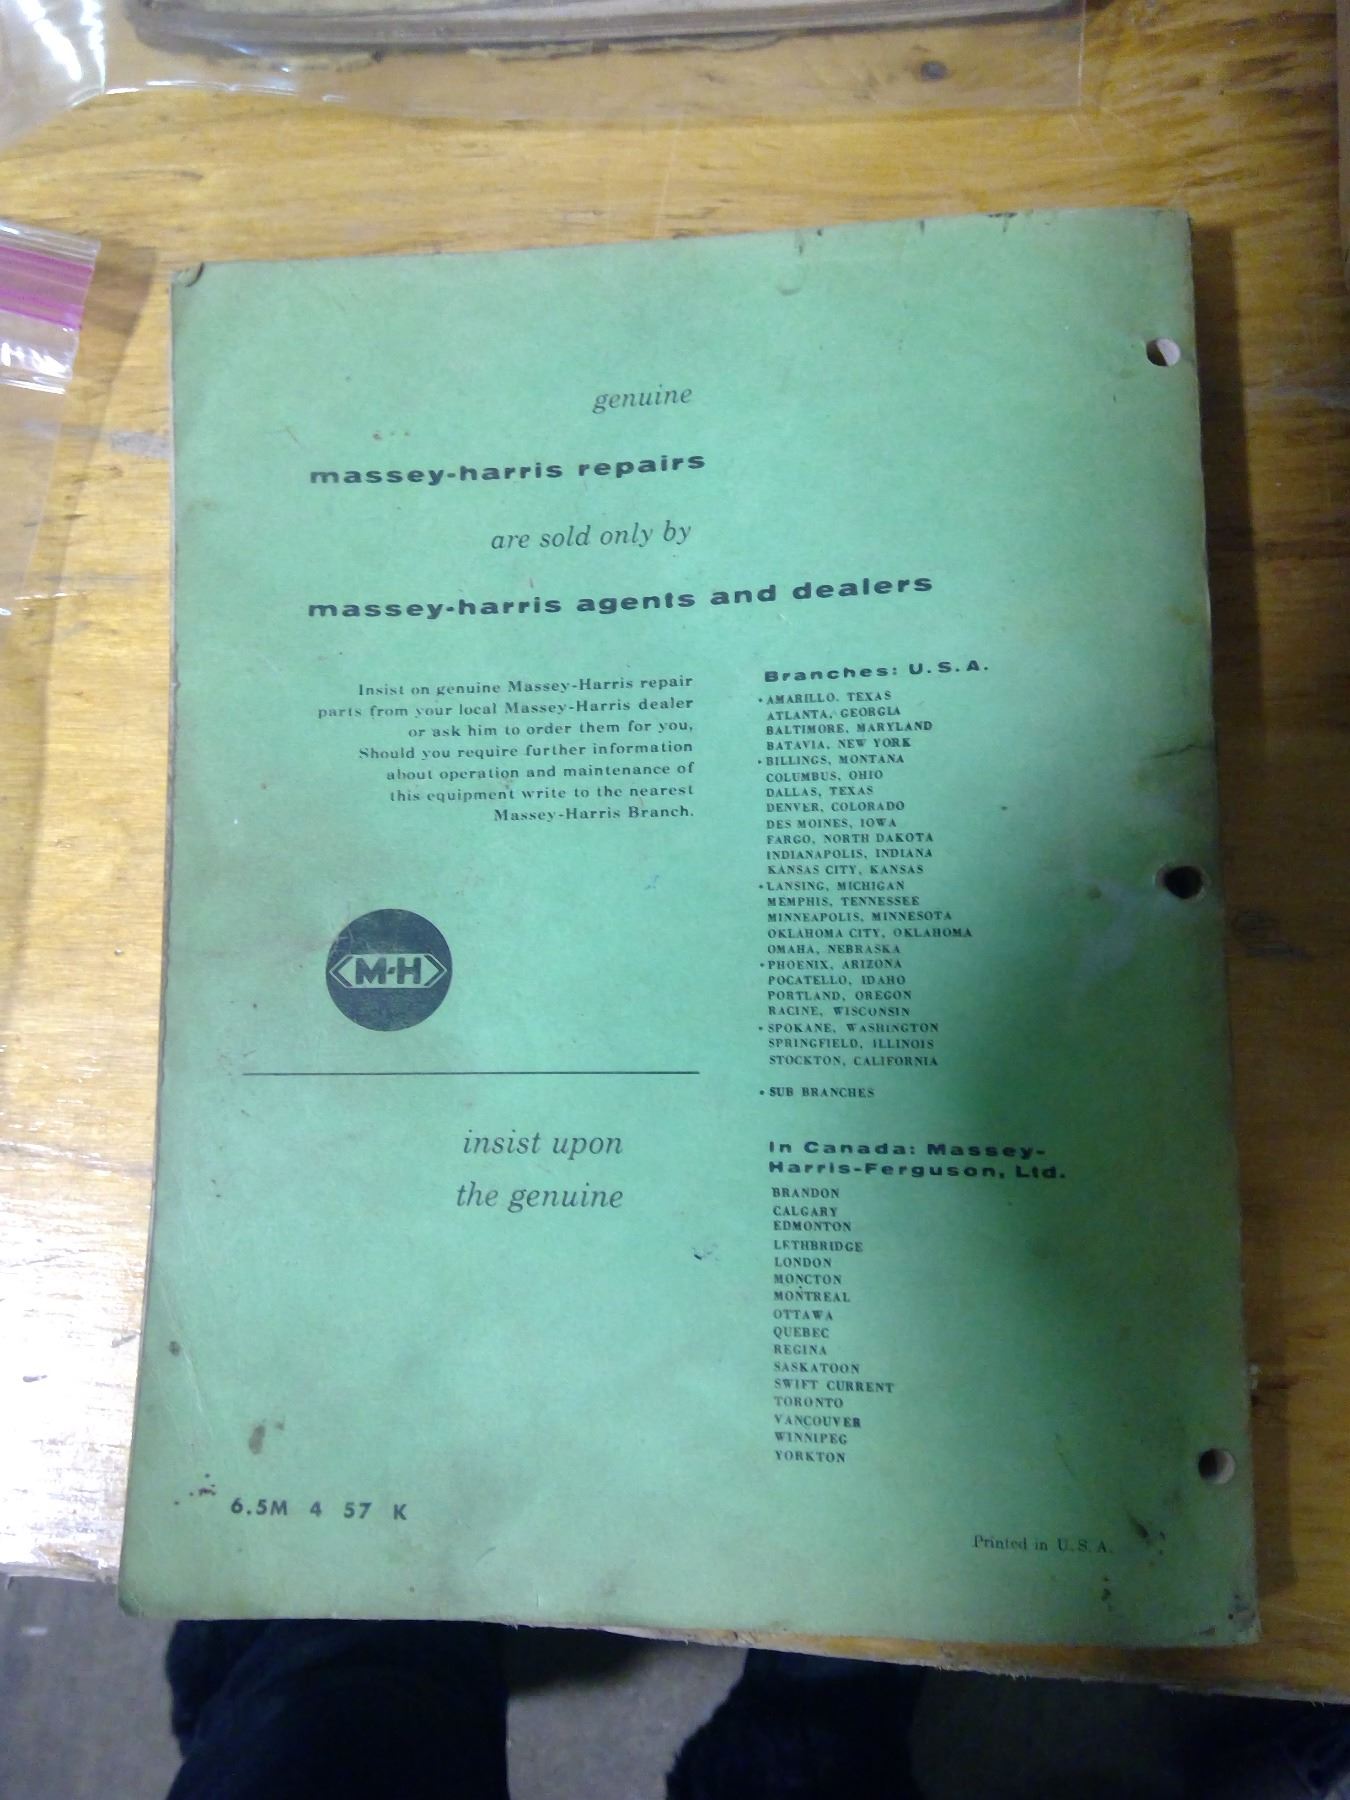 genuine
massey-harris repairs
are sold only by
massey-harris agents and dealers
Insist on genuine Massey-Harris repair
parts from your local Massey-Harris dealer
or ask him to order them for you,
Should you require further information
about operation and maintenance of
this equipment write to the nearest
Massey-Harris Branch.
M-H
insist upon
the genuine
6.5M 4 57 K
Branches: U.S.A.
• AMARILLO, TEXAS
ATLANTA, GEORGIA
BALTIMORE, MARYLAND
BATAVIA, NEW YORK
• BILLINGS, MONTANA
COLUMBUS, OHIO
DALLAS, TEXAS
DENVER, COLORADO
DES MOINES, IOWA
FARGO, NORTH DAKOTA
INDIANAPOLIS, INDIANA
KANSAS CITY, KANSAS
• LANSING, MICHIGAN
MEMPHIS, TENNESSEE
MINNEAPOLIS, MINNESOTA
OKLAHOMA CITY, OKLAHOMA
OMAHA, NEBRASKA
• PHOENIX, ARIZONA
POCATELLO, IDAHO
PORTLAND, OREGON
RACINE, WISCONSIN
• SPOKANE, WASHINGTON
SPRINGFIELD, ILLINOIS
STOCKTON, CALIFORNIA
• SUB BRANCHES
In Canada: Massey-
Harris-Ferguson, Ltd.
BRANDON
CALGARY
EDMONTON
LETHBRIDGE
LONDON
MONCTON
MONTREAL
OTTAWA
QUEBEC
REGINA
SASKATOON
SWIFT CURRENT
TORONTO
VANCOUVER
WINNIPEG
YORKTON
Printed in U.S.A.